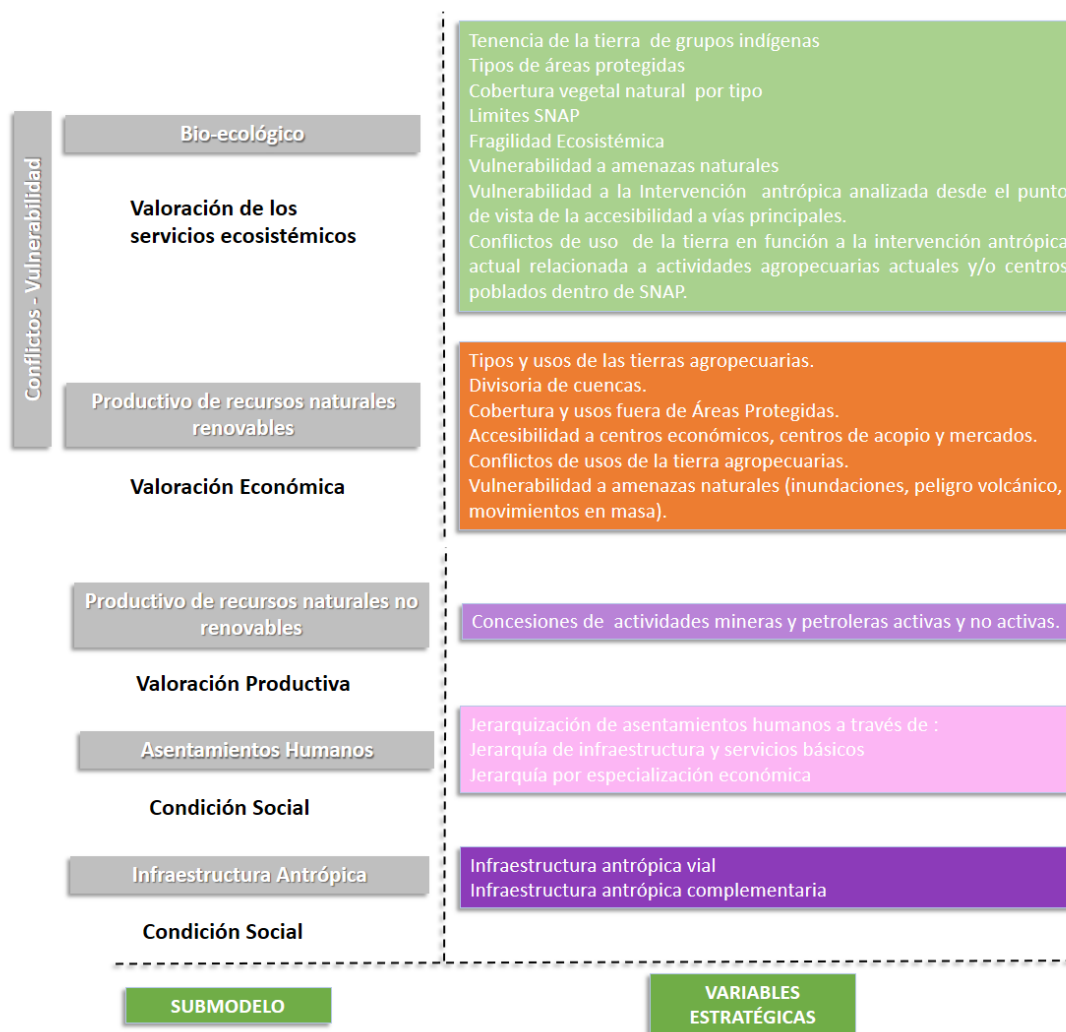 Conflictos - Vulnerabilidad
Bio-ecológico
Valoración de los
servicios ecosistémicos
Tenencia de la tierra de grupos indígenas
Tipos de áreas protegidas
Cobertura vegetal natural por tipo
Limites SNAP
Fragilidad Ecosistémica
Vulnerabilidad a amenazas naturales
Vulnerabilidad a la Intervención antrópica analizada desde el punto
de vista de la accesibilidad a vías principales.
Conflictos de uso de la tierra en función a la intervención antrópica
actual relacionada a actividades agropecuarias actuales y/o centros
poblados dentro de SNAP.
Productivo de recursos naturales
renovables
Valoración Económica
Tipos y usos de las tierras agropecuarias.
Divisoria de cuencas.
Cobertura y usos fuera de Áreas Protegidas.
Accesibilidad a centros económicos, centros de acopio y mercados.
Conflictos de usos de la tierra agropecuarias.
Vulnerabilidad a amenazas naturales (inundaciones, peligro volcánico,
movimientos en masa).
Productivo de recursos naturales no
renovables
Valoración Productiva
Concesiones de actividades mineras y petroleras activas y no activas.
Asentamientos Humanos
Condición Social
Jerarquización de asentamientos humanos a través de :
Jerarquía de infraestructura y servicios básicos
Jerarquía por especialización económica
Infraestructura Antrópica
Condición Social
Infraestructura antrópica vial
Infraestructura antrópica complementaria
SUBMODELO
VARIABLES
ESTRATÉGICAS